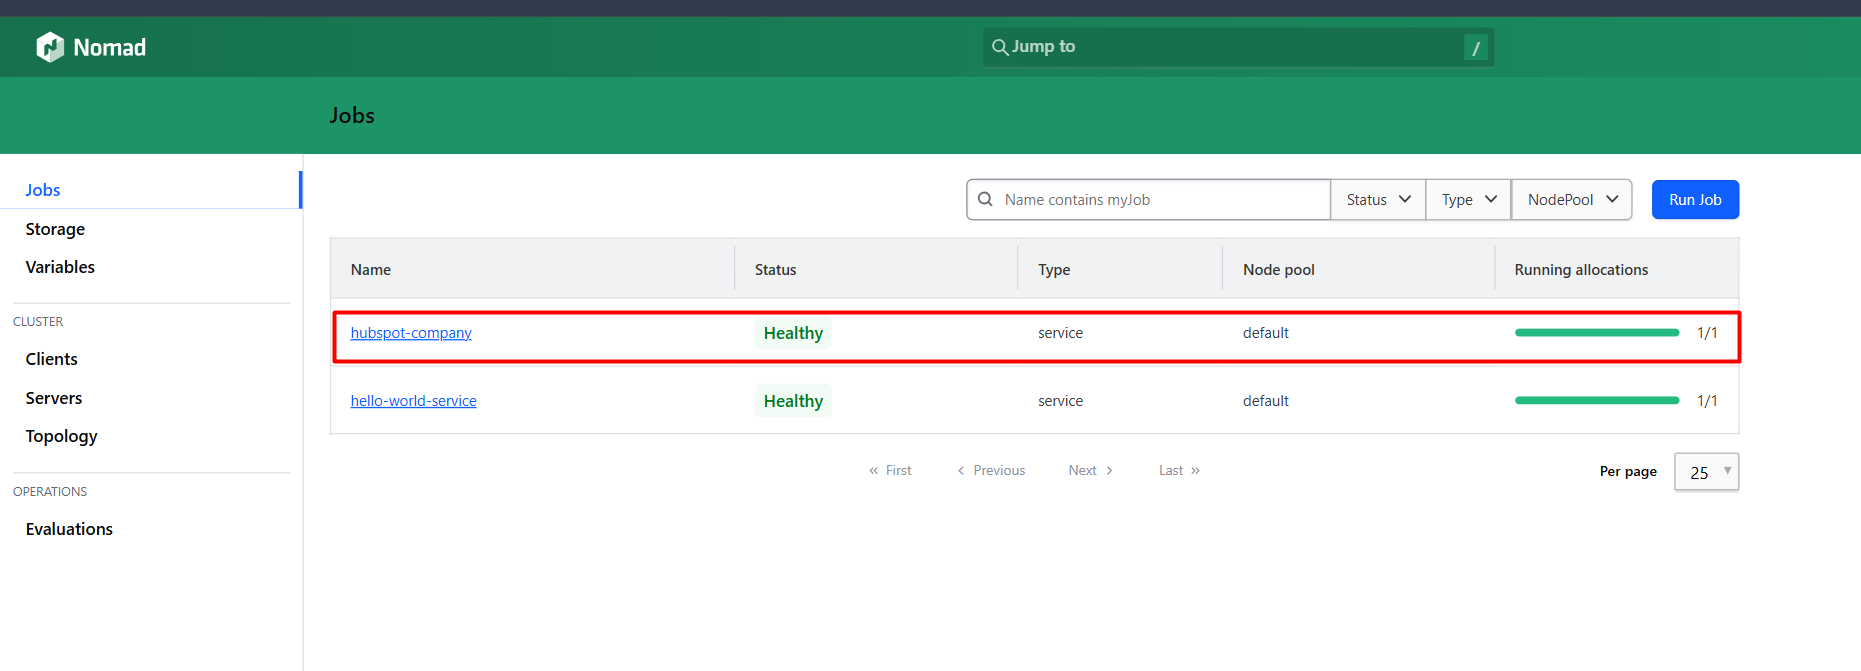 Nomad
Jump to /
Jobs
Jobs
Storage
Variables
CLUSTER
Clients
Servers
Topology
OPERATIONS
Evaluations
Name contains myJob Status Type NodePool Run Job
Name Status Type Node pool Running allocations
hubspot-company Healthy service default 1/1
hello-world-service Healthy service default 1/1
« First ‹ Previous Next › Last » Per page 25